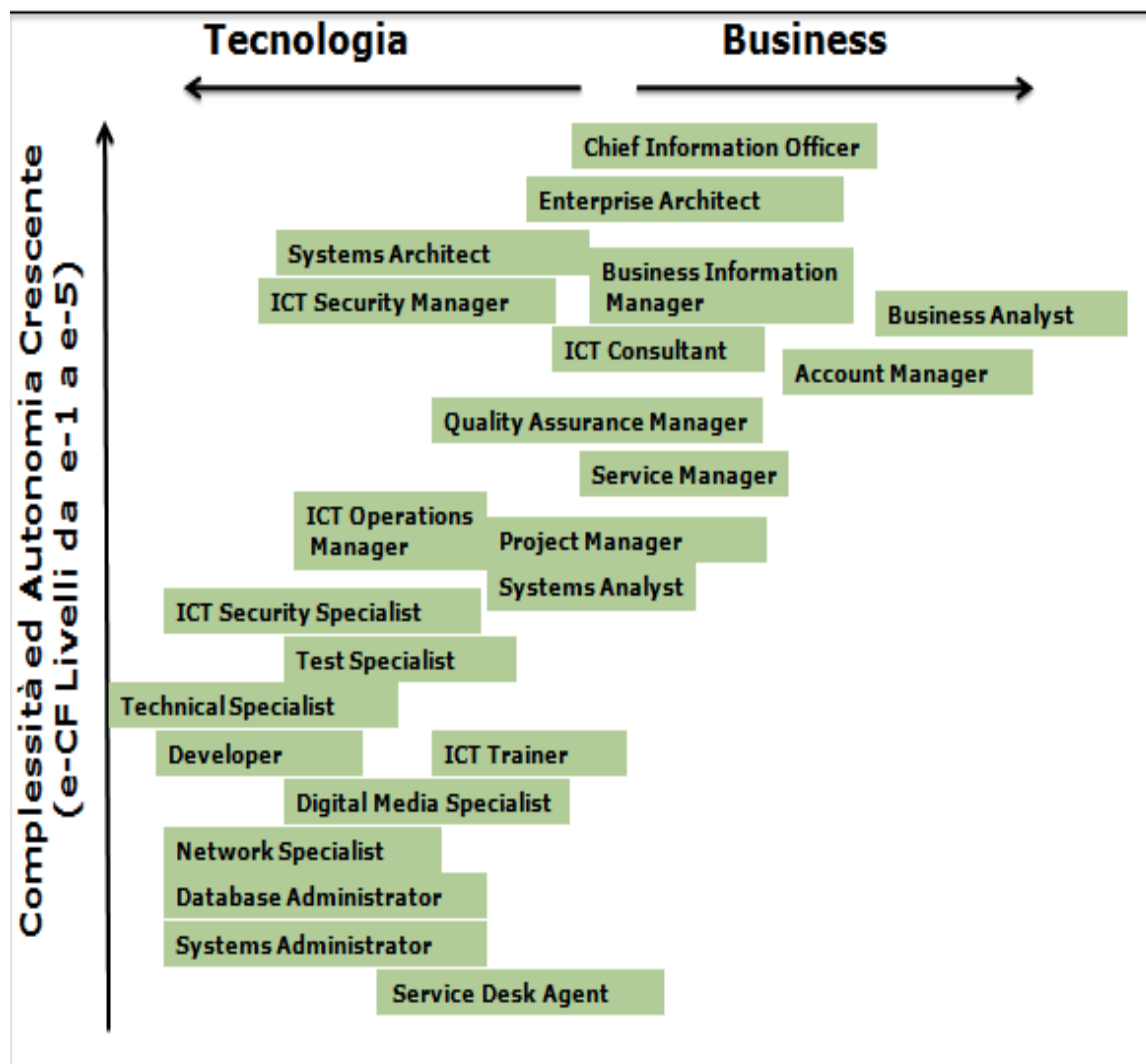 Tecnologia
Business
Complessità ed Autonomia Crescente
(e-CF Livelli da e-1 a e-5)
Chief Information Officer
Enterprise Architect
Systems Architect
Business Information
Manager
ICT Security Manager
Business Analyst
ICT Consultant
Account Manager
Quality Assurance Manager
Service Manager
ICT Operations
Manager
Project Manager
Systems Analyst
ICT Security Specialist
Test Specialist
Technical Specialist
Developer
ICT Trainer
Digital Media Specialist
Network Specialist
Database Administrator
Systems Administrator
Service Desk Agent